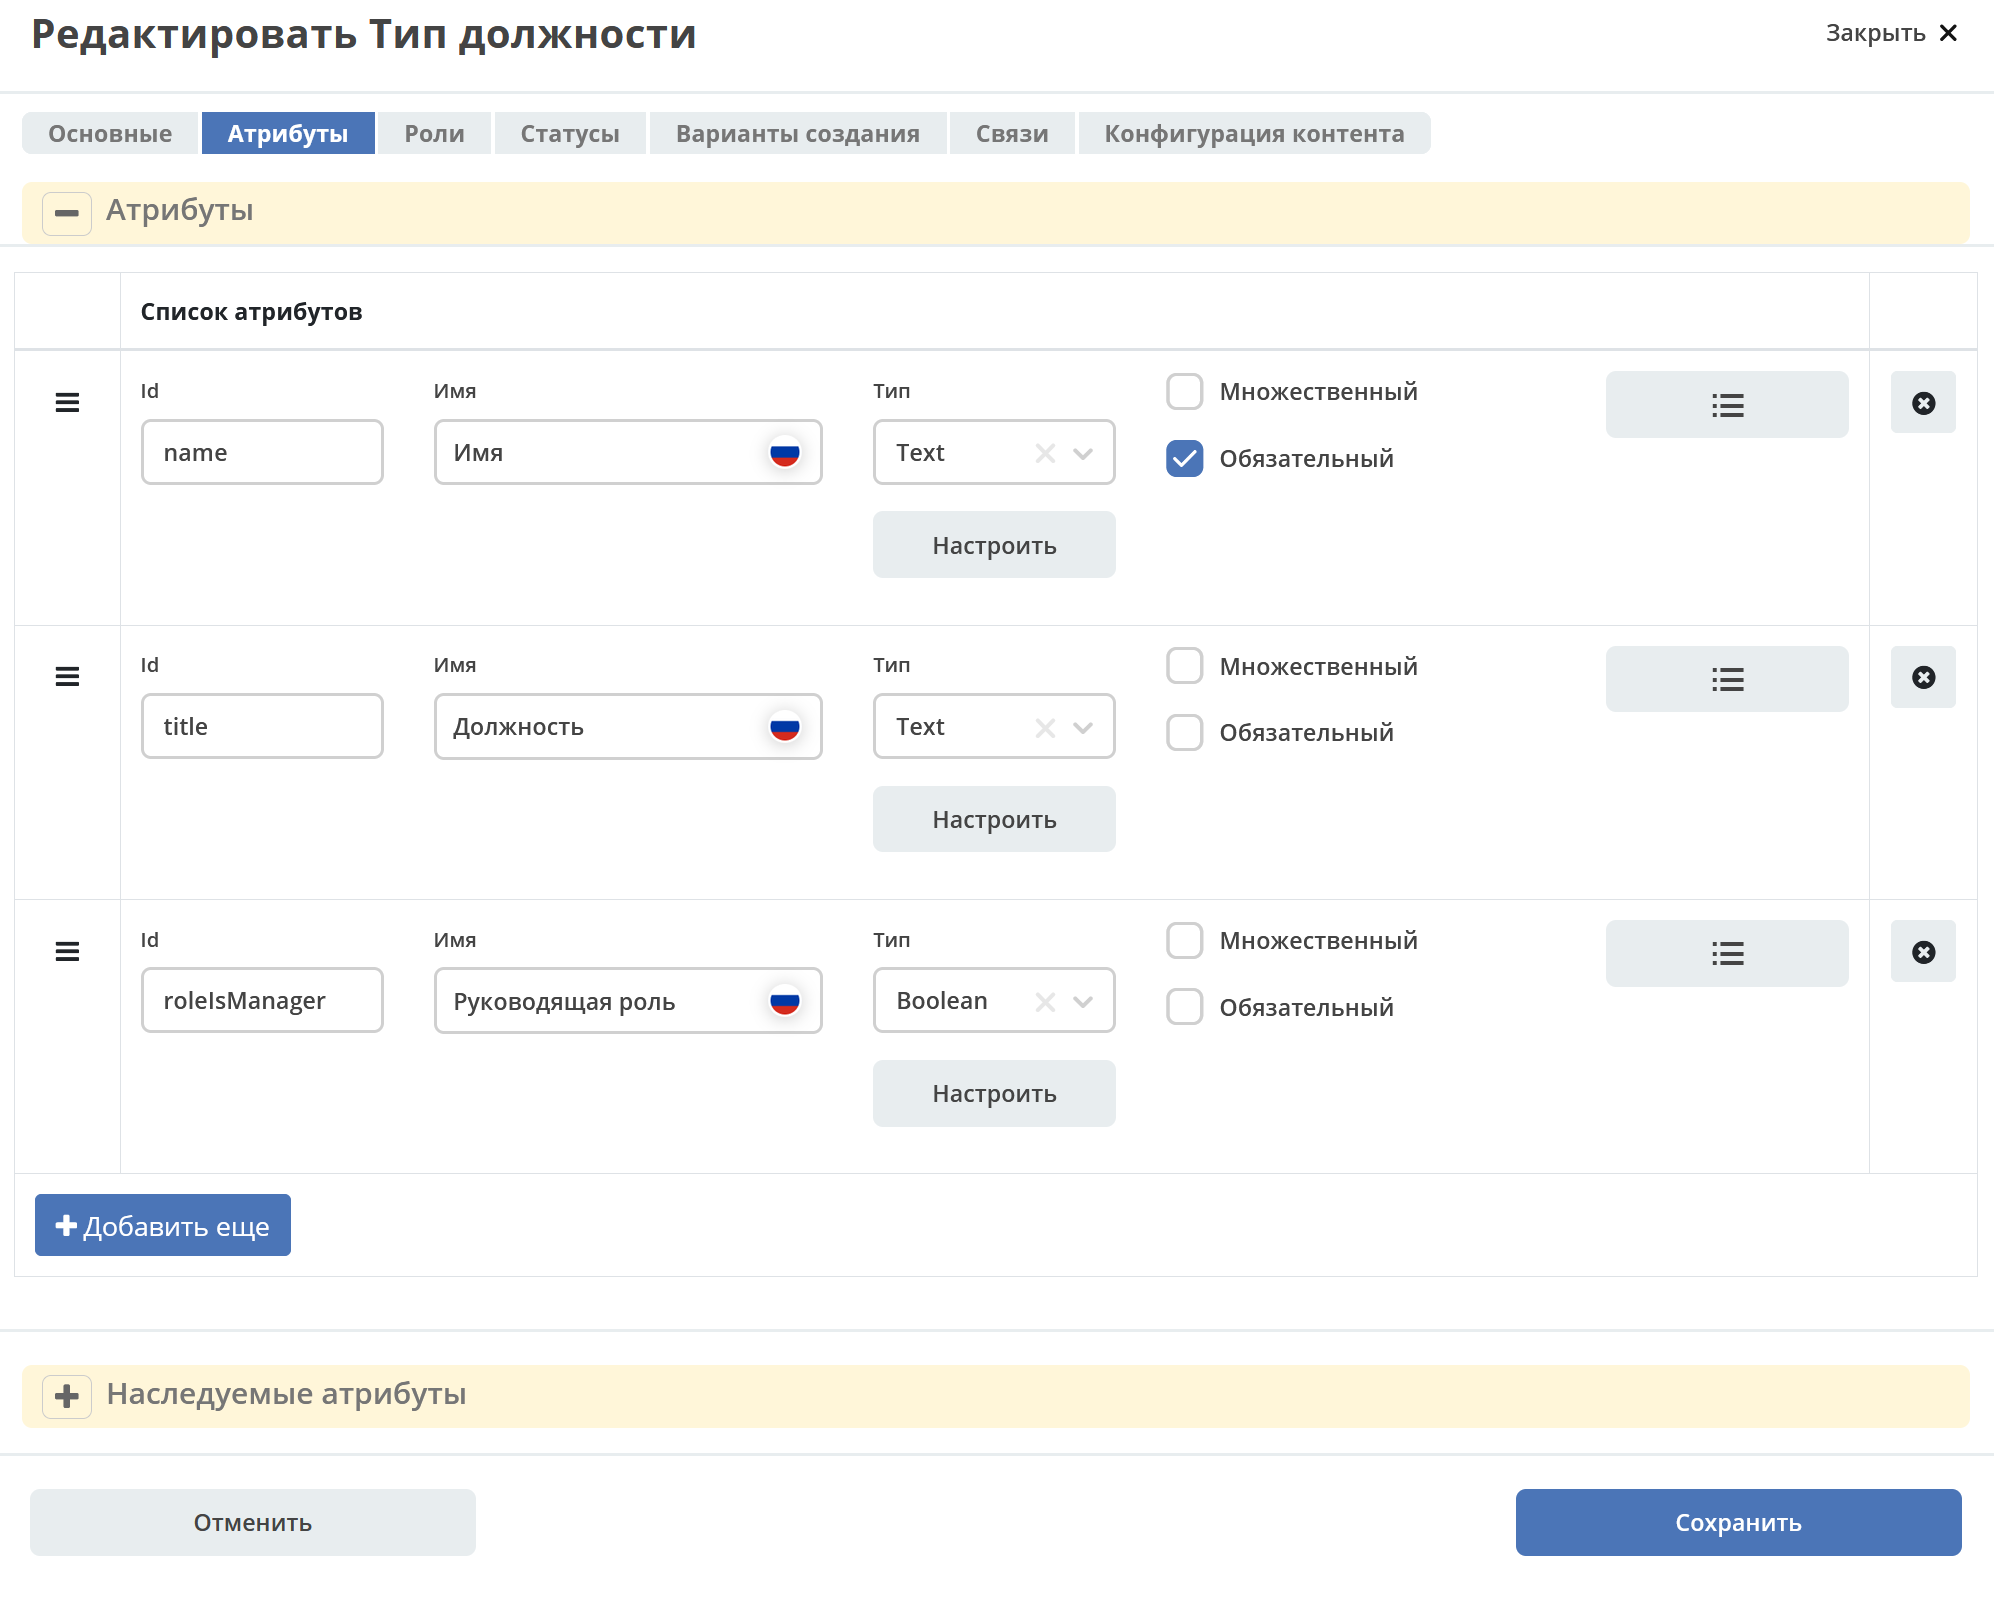 Редактировать Тип должности
Закрыть
Основные Атрибуты Роли Статусы Варианты создания Связи Конфигурация контента
Атрибуты
Список атрибутов
Id Имя Тип Множественный
name Имя Text Обязательный
Настроить
Id Имя Тип Множественный
title Должность Text Обязательный
Настроить
Id Имя Тип Множественный
roleIsManager Руководящая роль Boolean Обязательный
Настроить
Добавить еще
Наследуемые атрибуты
Отменить Сохранить